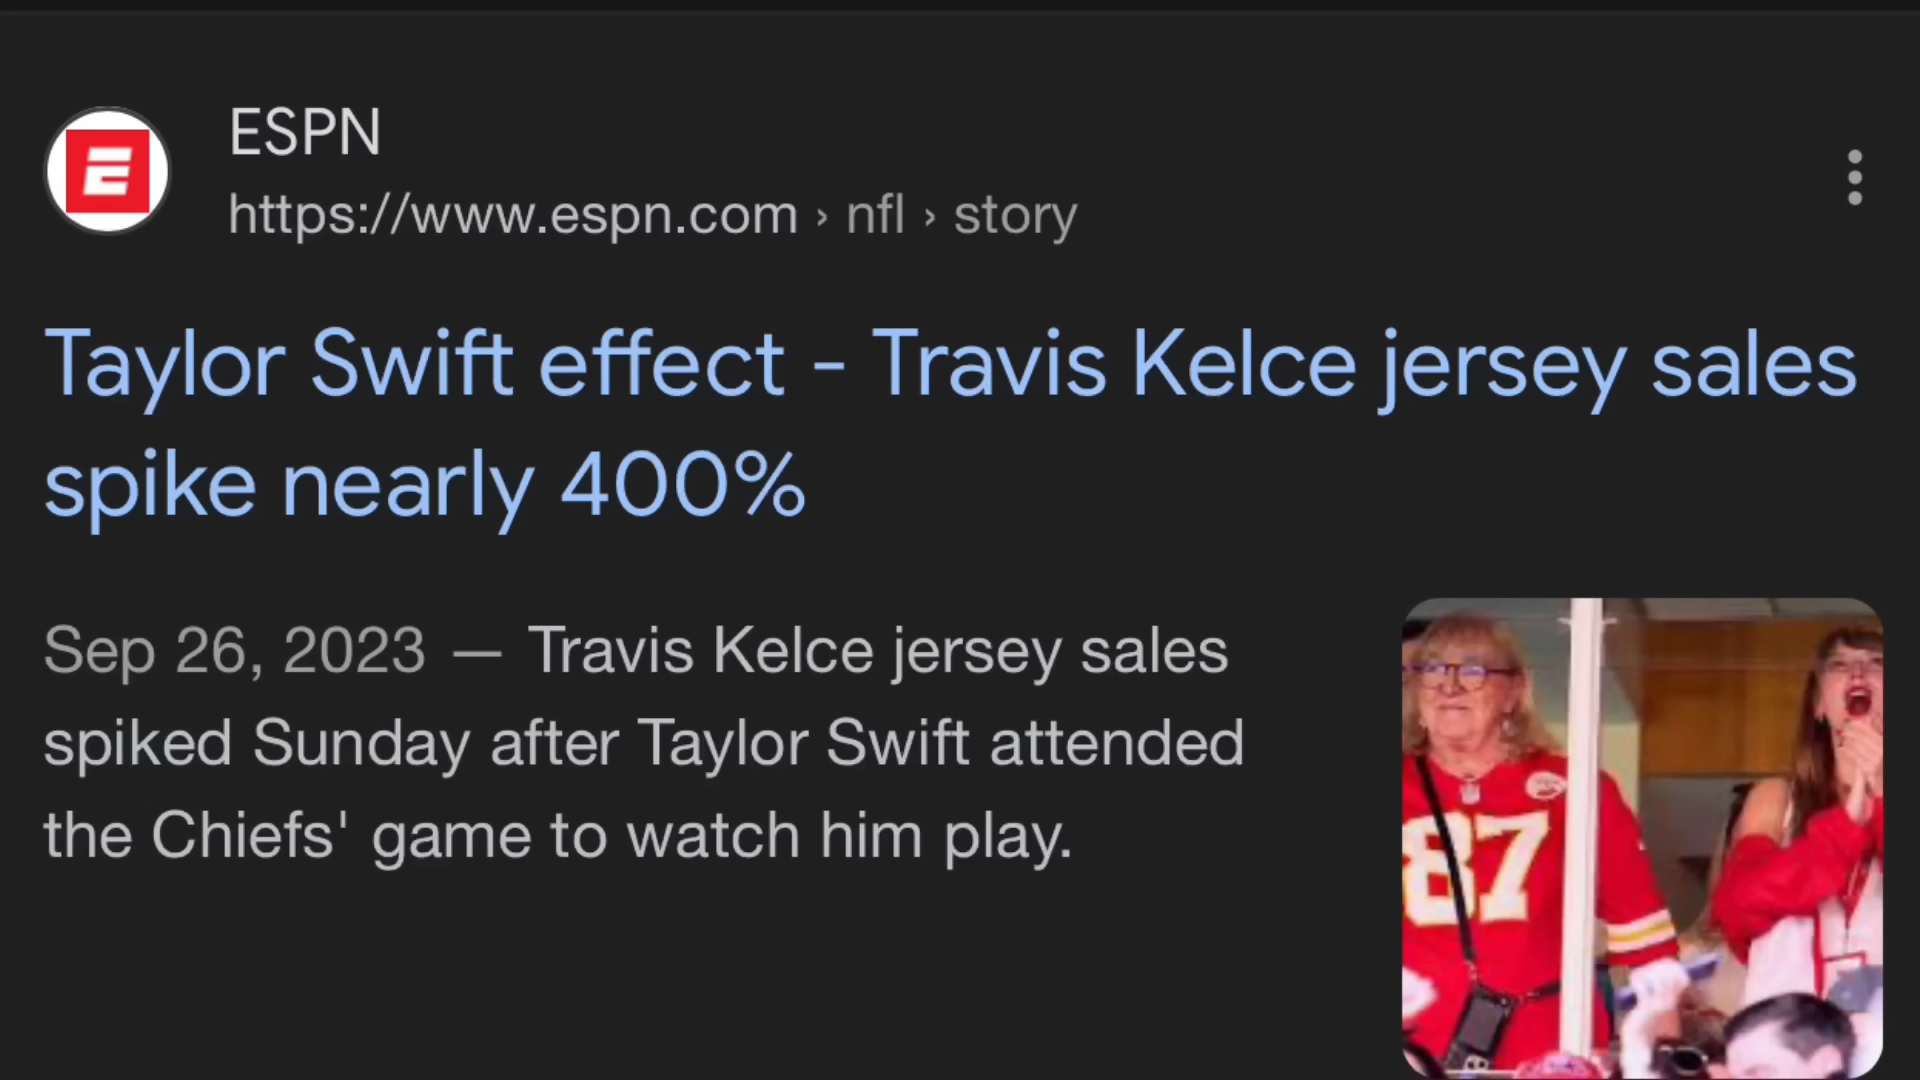 ESPN
https://www.espn.com › nfl › story
Taylor Swift effect - Travis Kelce jersey sales
spike nearly 400%
Sep 26, 2023 — Travis Kelce jersey sales
spiked Sunday after Taylor Swift attended
the Chiefs' game to watch him play.
87